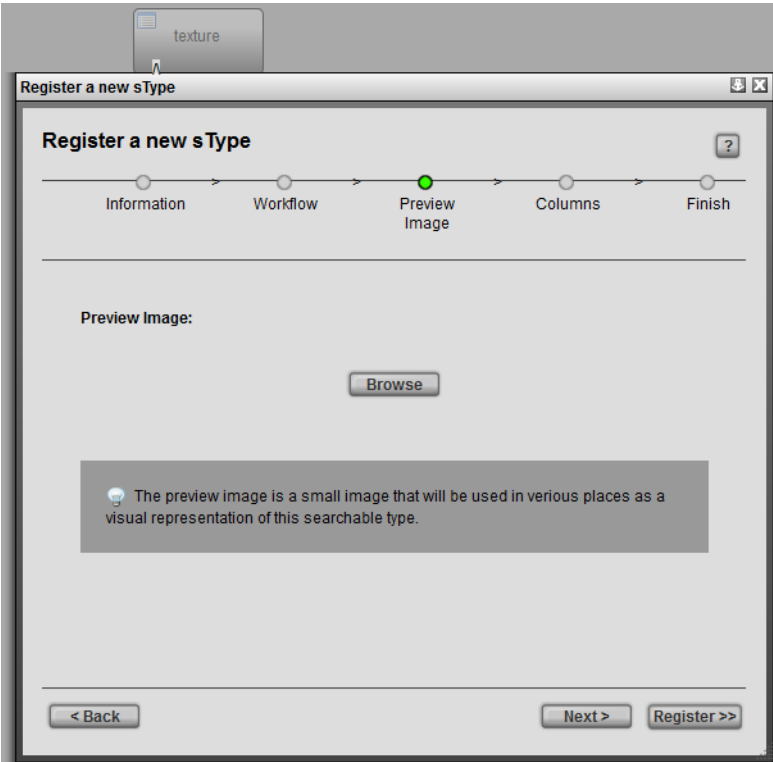 texture
Register a new sType
Register a new sType
?
> > > >
Information Workflow Preview Columns Finish
Image
Preview Image:
Browse
The preview image is a small image that will be used in verious places as a
visual representation of this searchable type.
< Back Next > Register >>